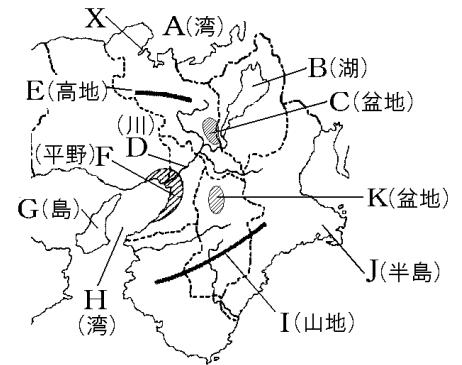 X
A(湾)
B(湖)
E(高地)
C(盆地)
(川)
D
(平野)F
K(盆地)
G(島)
J(半島)
H
(湾)
I(山地)